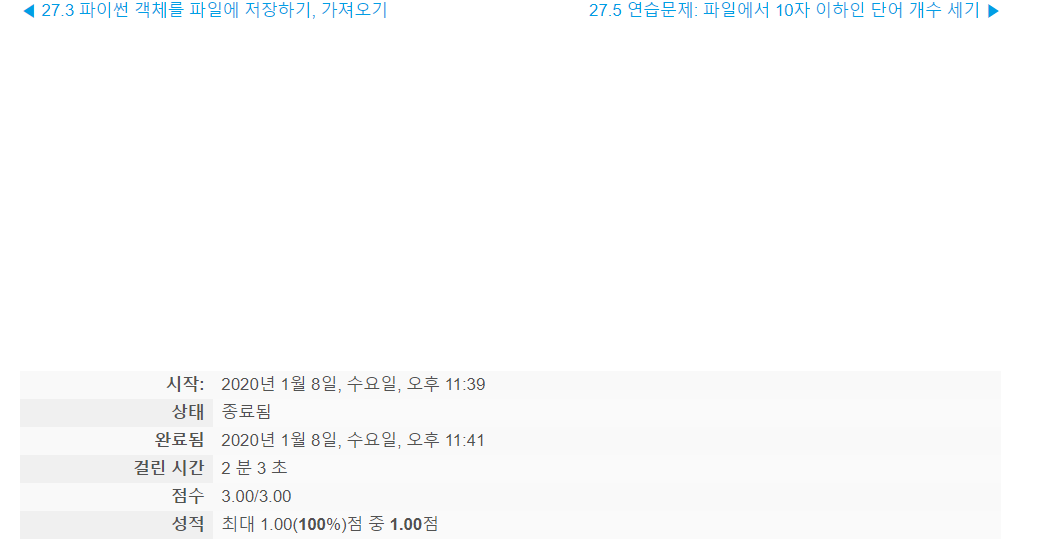 ◀ 27.3 파이썬 객체를 파일에 저장하기, 가져오기
27.5 연습문제: 파일에서 10자 이하인 단어 개수 세기 ▶
시작: 2020년 1월 8일, 수요일, 오후 11:39
상태 종료됨
완료됨 2020년 1월 8일, 수요일, 오후 11:41
걸린 시간 2 분 3 초
점수 3.00/3.00
성적 최대 1.00(100%)점 중 1.00점